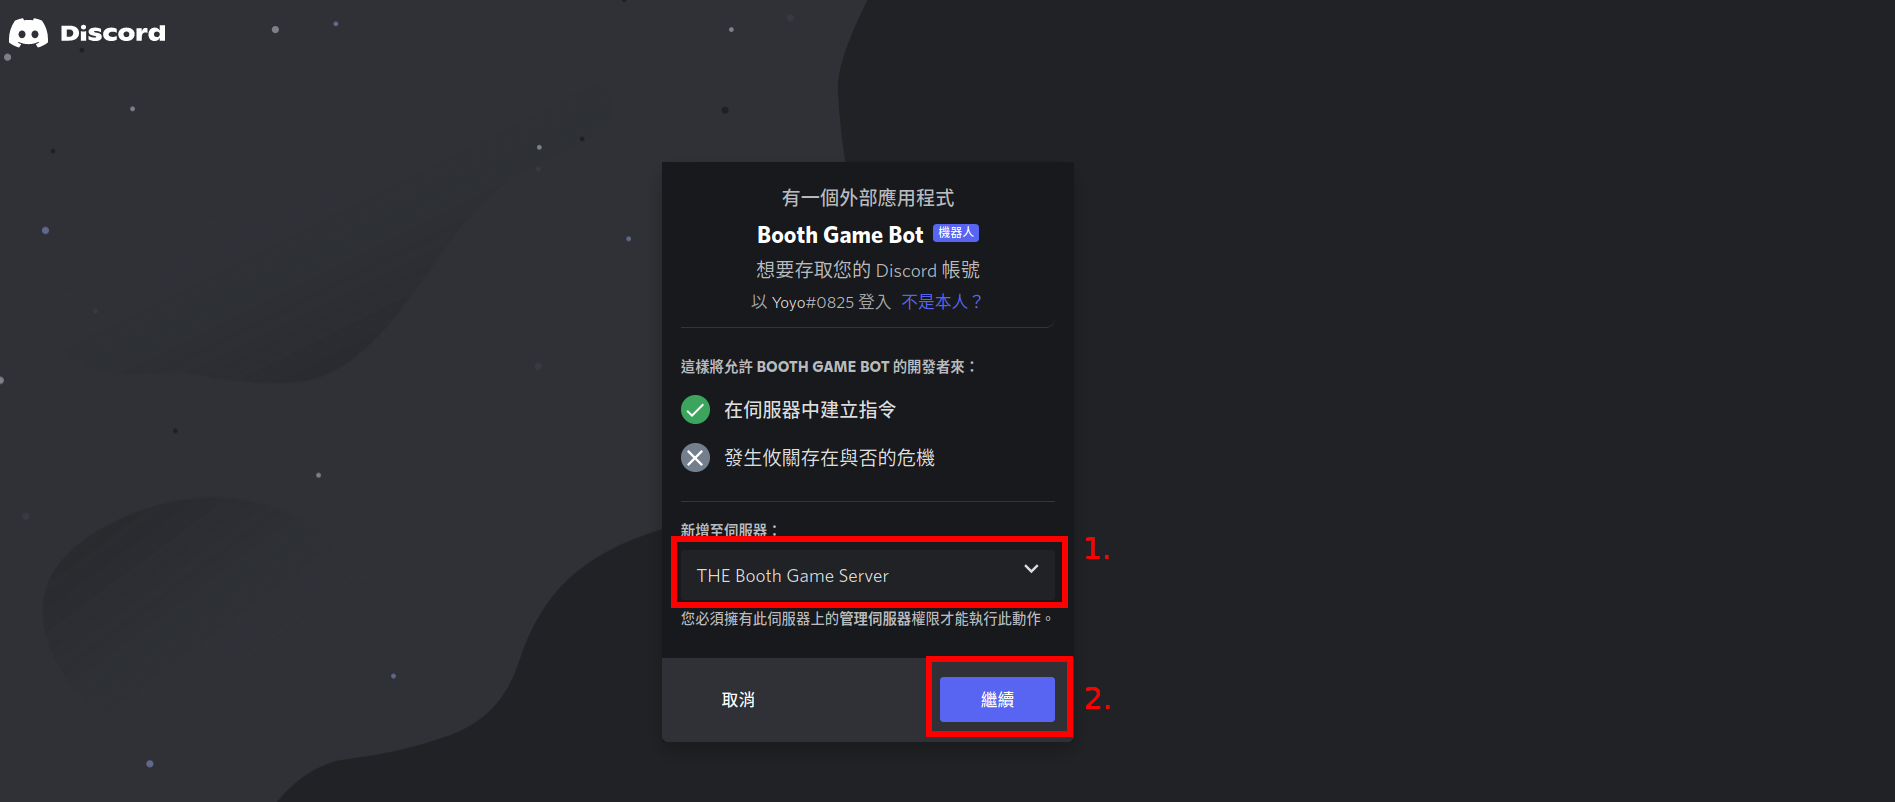 Discord
有一個外部應用程式
Booth Game Bot 機器人
想要存取您的 Discord 帳號
以 Yoyo#0825 登入 不是本人？
這樣將允許 BOOTH GAME BOT 的開發者來：
在伺服器中建立指令
發生攸關存在與否的危機
新增至伺服器：
THE Booth Game Server
1.
您必須擁有此伺服器上的管理伺服器權限才能執行此動作。
取消
繼續
2.